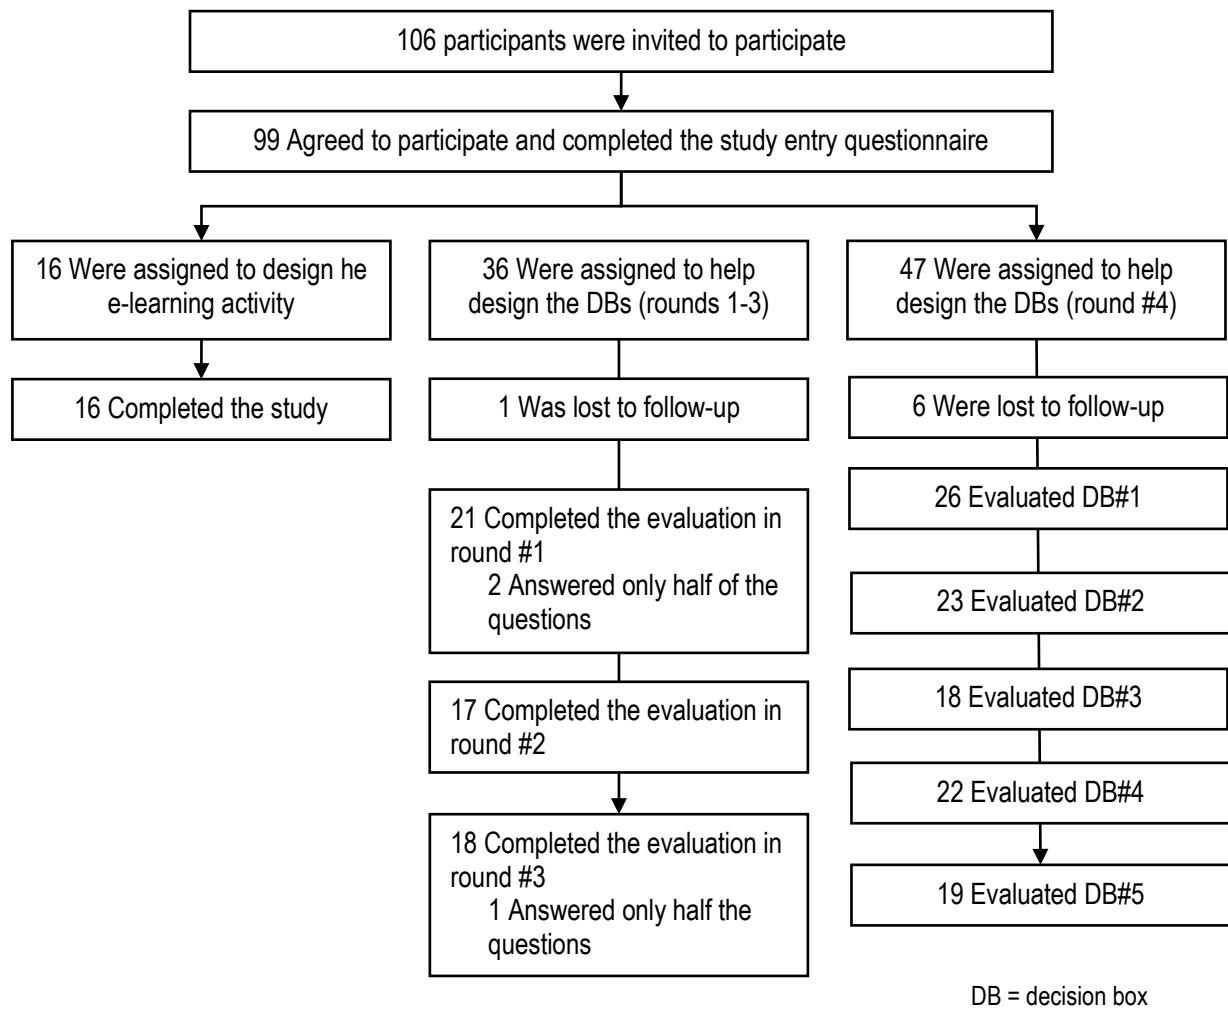 106 participants were invited to participate
99 Agreed to participate and completed the study entry questionnaire
16 Were assigned to design he
e-learning activity
16 Completed the study
36 Were assigned to help
design the DBs (rounds 1-3)
1 Was lost to follow-up
21 Completed the evaluation in
round #1
2 Answered only half of the
questions
17 Completed the evaluation in
round #2
18 Completed the evaluation in
round #3
1 Answered only half the
questions
47 Were assigned to help
design the DBs (round #4)
6 Were lost to follow-up
26 Evaluated DB#1
23 Evaluated DB#2
18 Evaluated DB#3
22 Evaluated DB#4
19 Evaluated DB#5
DB = decision box